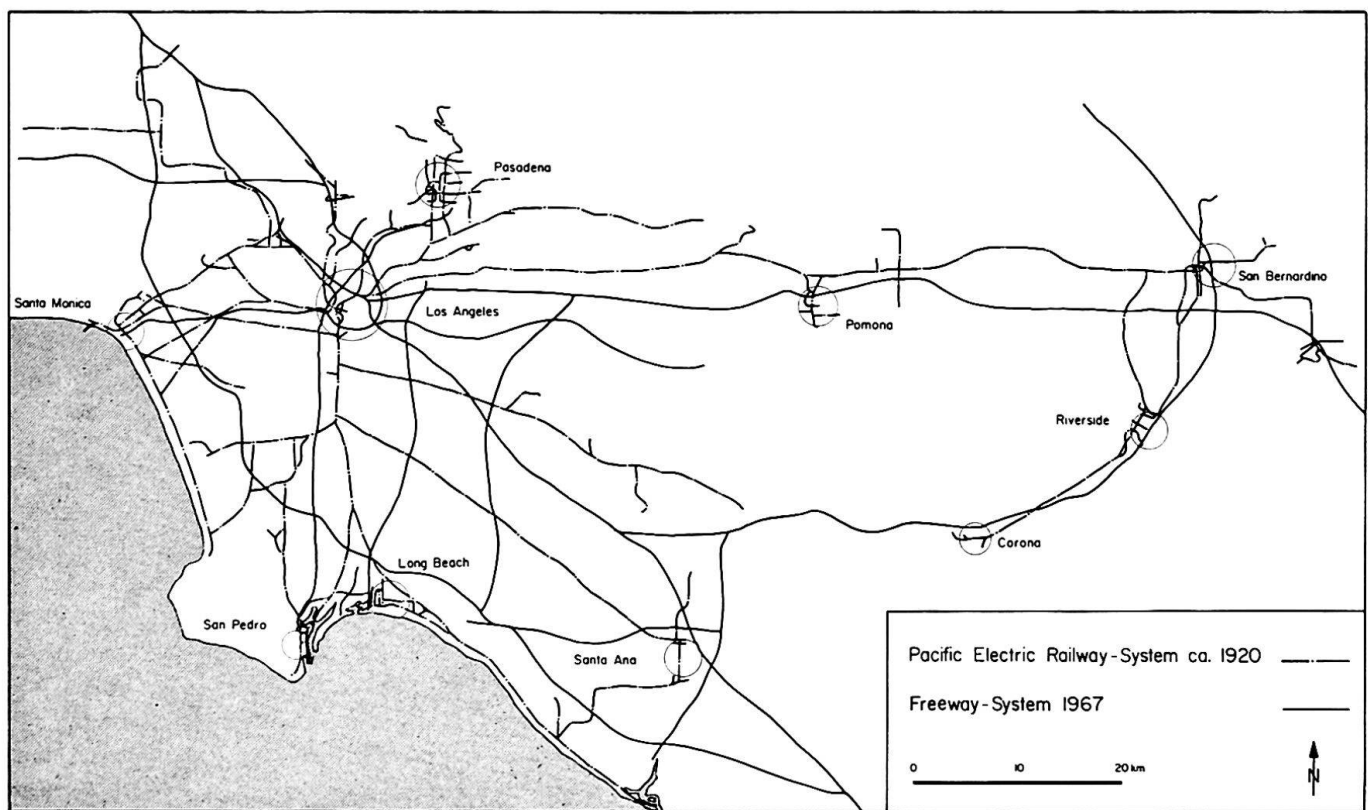 Pasadena
San Bernardino
Santa Monica
Los Angeles
Pomona
Riverside
Corona
Long Beach
San Pedro
Santa Ana
Pacific Electric Railway-System ca. 1920
Freeway-System 1967
0 10 20 km
N